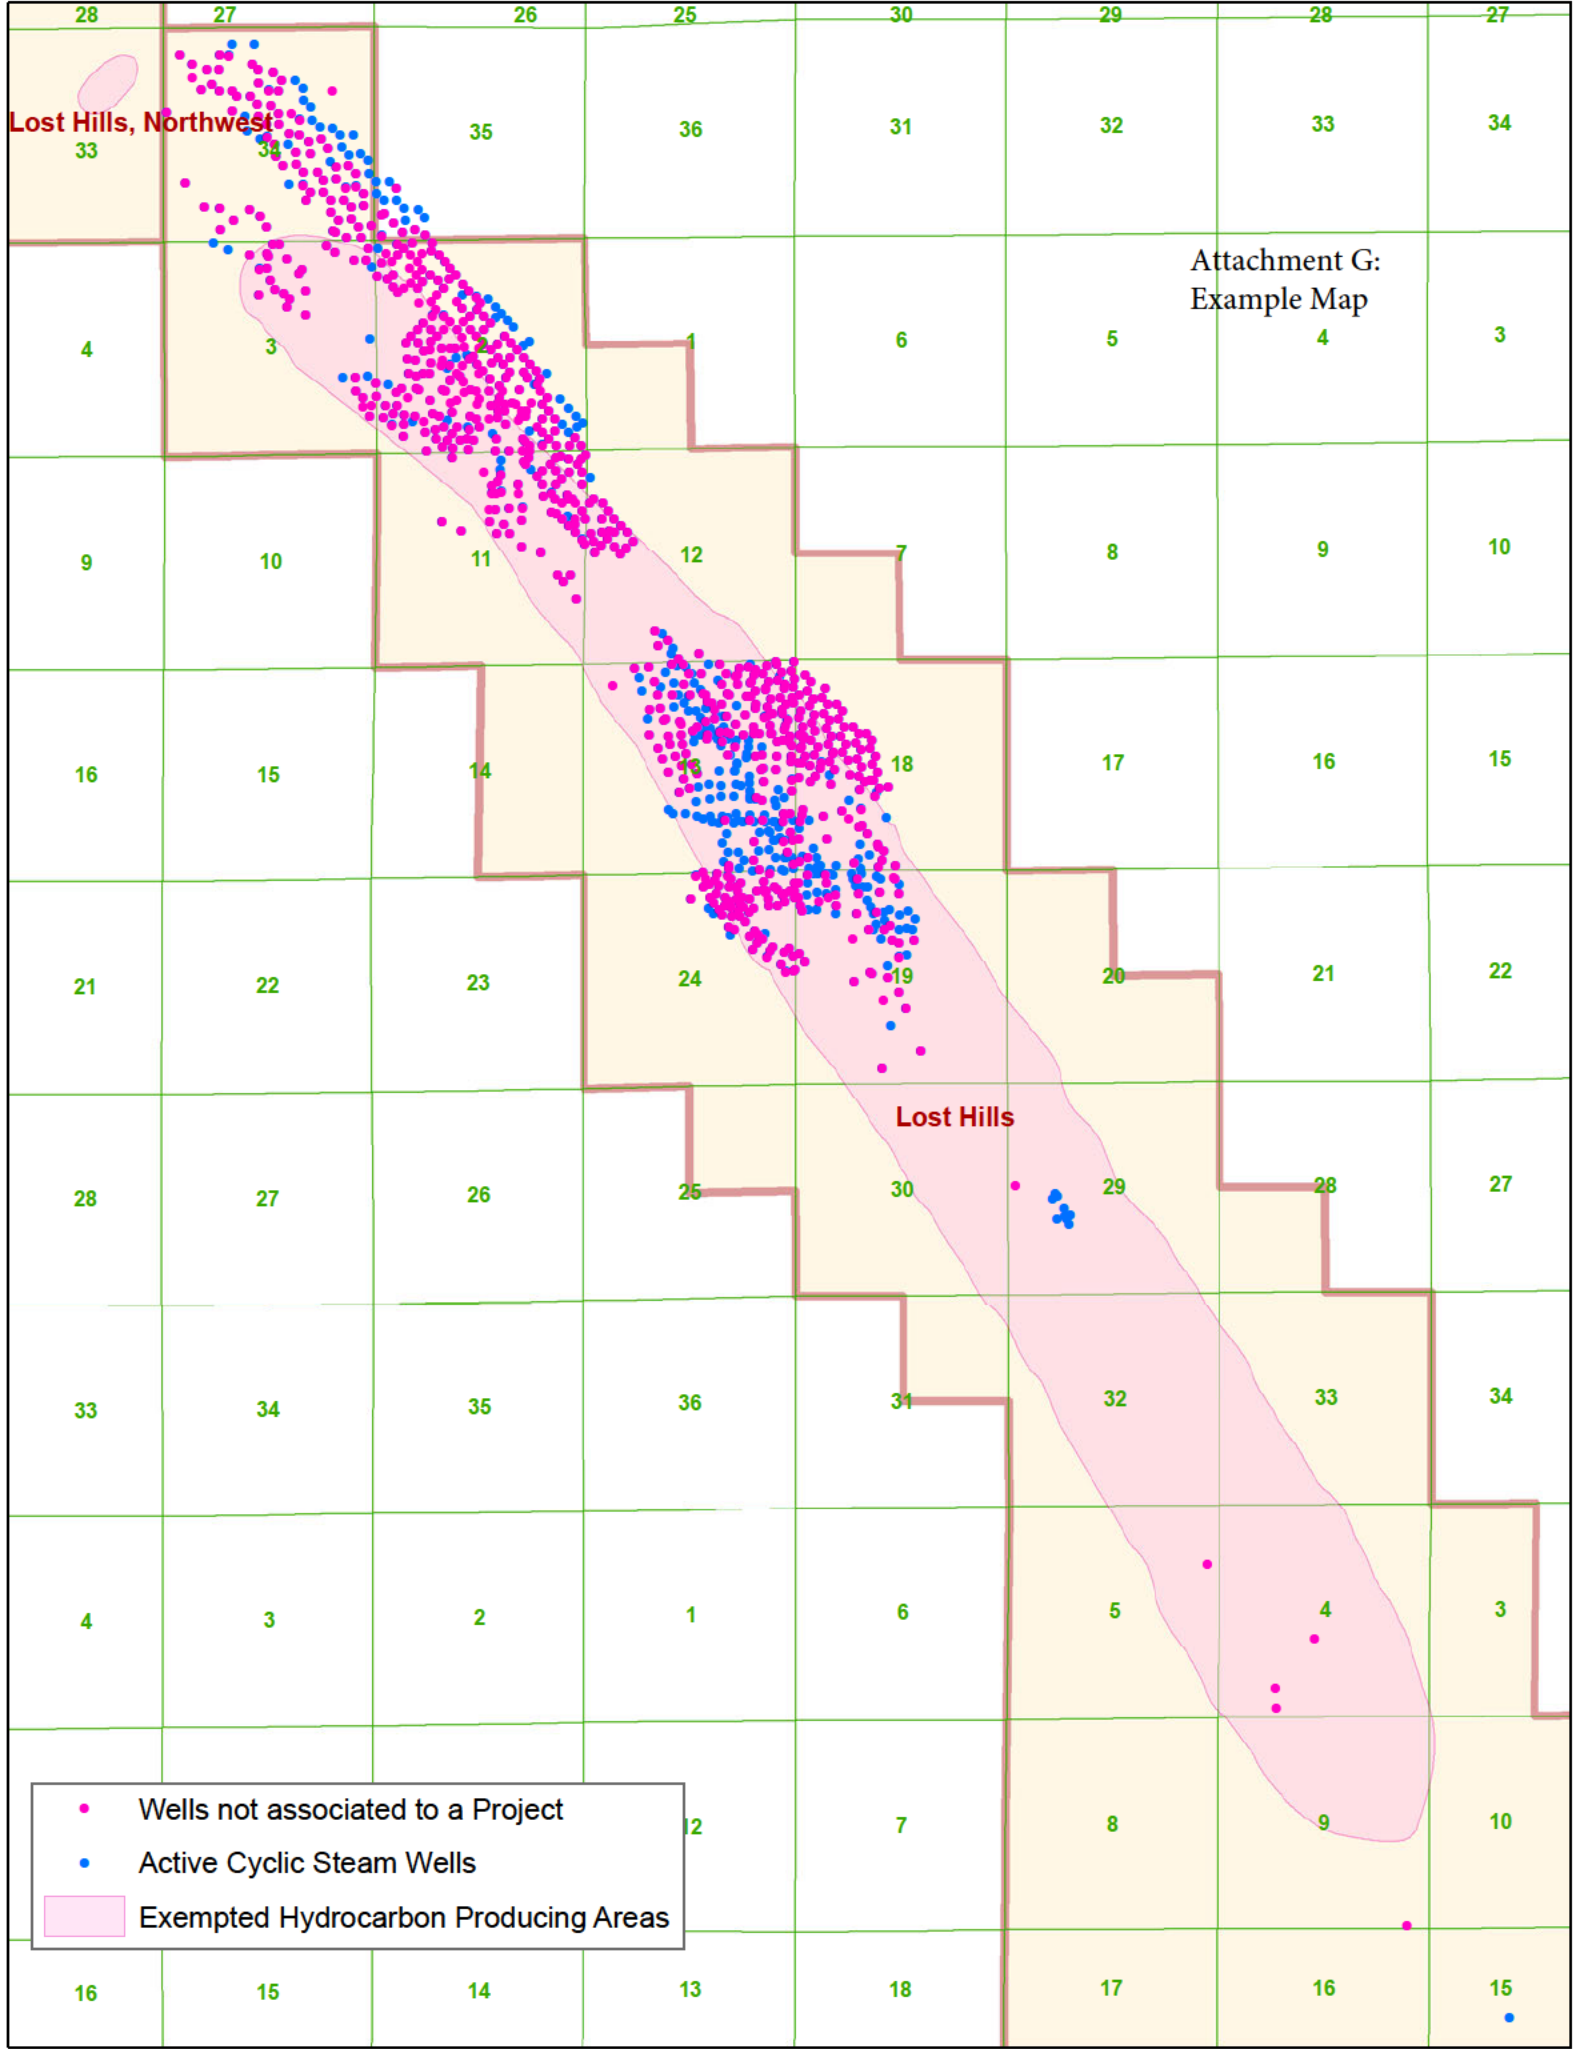 28 27 26 25 30 29 28 27
Lost Hills, Northwest
33 34 35 36 31 32 33 34
Attachment G:
Example Map
4 3 2 1 6 5 4 3
9 10 11 12 7 8 9 10
16 15 14 13 18 17 16 15
21 22 23 24 19 20 21 22
Lost Hills
28 27 26 25 30 29 28 27
33 34 35 36 31 32 33 34
4 3 2 1 6 5 4 3
Wells not associated to a Project
Active Cyclic Steam Wells
Exempted Hydrocarbon Producing Areas
12 7 8 9 10
16 15 14 13 18 17 16 15